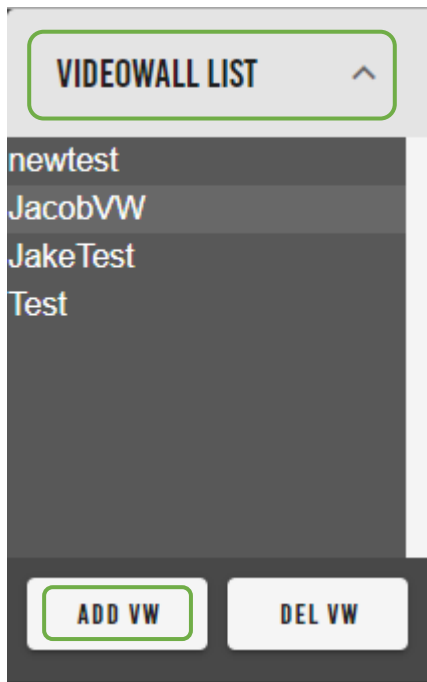 VIDEOWALL LIST
newtest
JacobVW
JakeTest
Test
ADD VW DEL VW